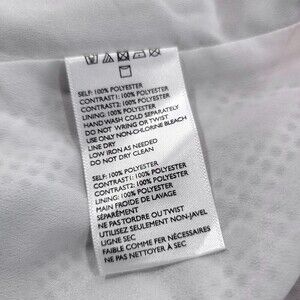 SELF: 100% POLYESTER
CONTRAST1: 100% POLYESTER
CONTRAST2: 100% POLYESTER
LINING: 100% POLYESTER
HAND WASH COLD SEPARATELY
DO NOT WRING OR TWIST
USE ONLY NON-CHLORINE BLEACH
LINE DRY
LOW IRON AS NEEDED
DO NOT DRY CLEAN
SELF: 100% POLYESTER
CONTRAST1: 100% POLYESTER
CONTRAST2: 100% POLYESTER
LINING: 100% POLYESTER
MAIN FROIDE DE LAVAGE
SÉPARÉMENT
NE PAS TORDRE OU TWIST
UTILIZEZ SEULEMENT NON-JAVEL
LIGNE SEC
FAIBLE COMME FER NÉCESSAIRE
NE PAS NETTOYER À SEC